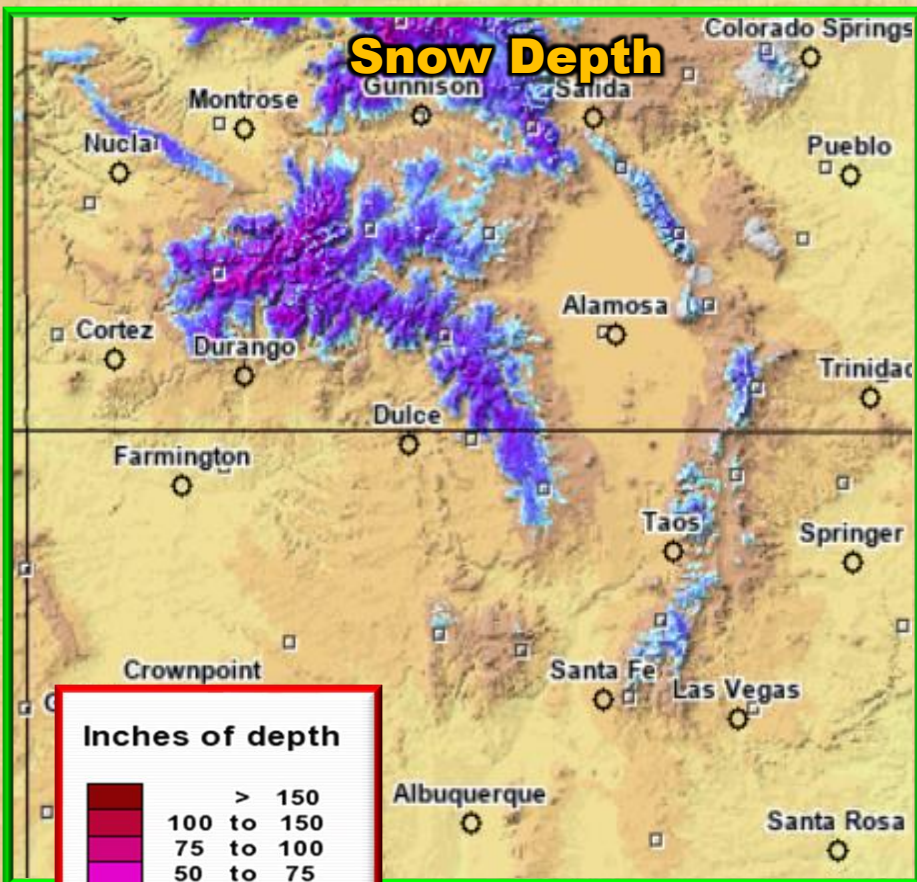 Colorado Springs
Snow Depth
Gunnison
Salida
Montrose
Nucla
Pueblo
Alamosa
Cortez
Durango
Trinidad
Dulce
Farmington
Taos
Springer
Crownpoint
Santa Fe
Las Vegas
Inches of depth
> 150
100 to 150
75 to 100
50 to 75
Albuquerque
Santa Rosa